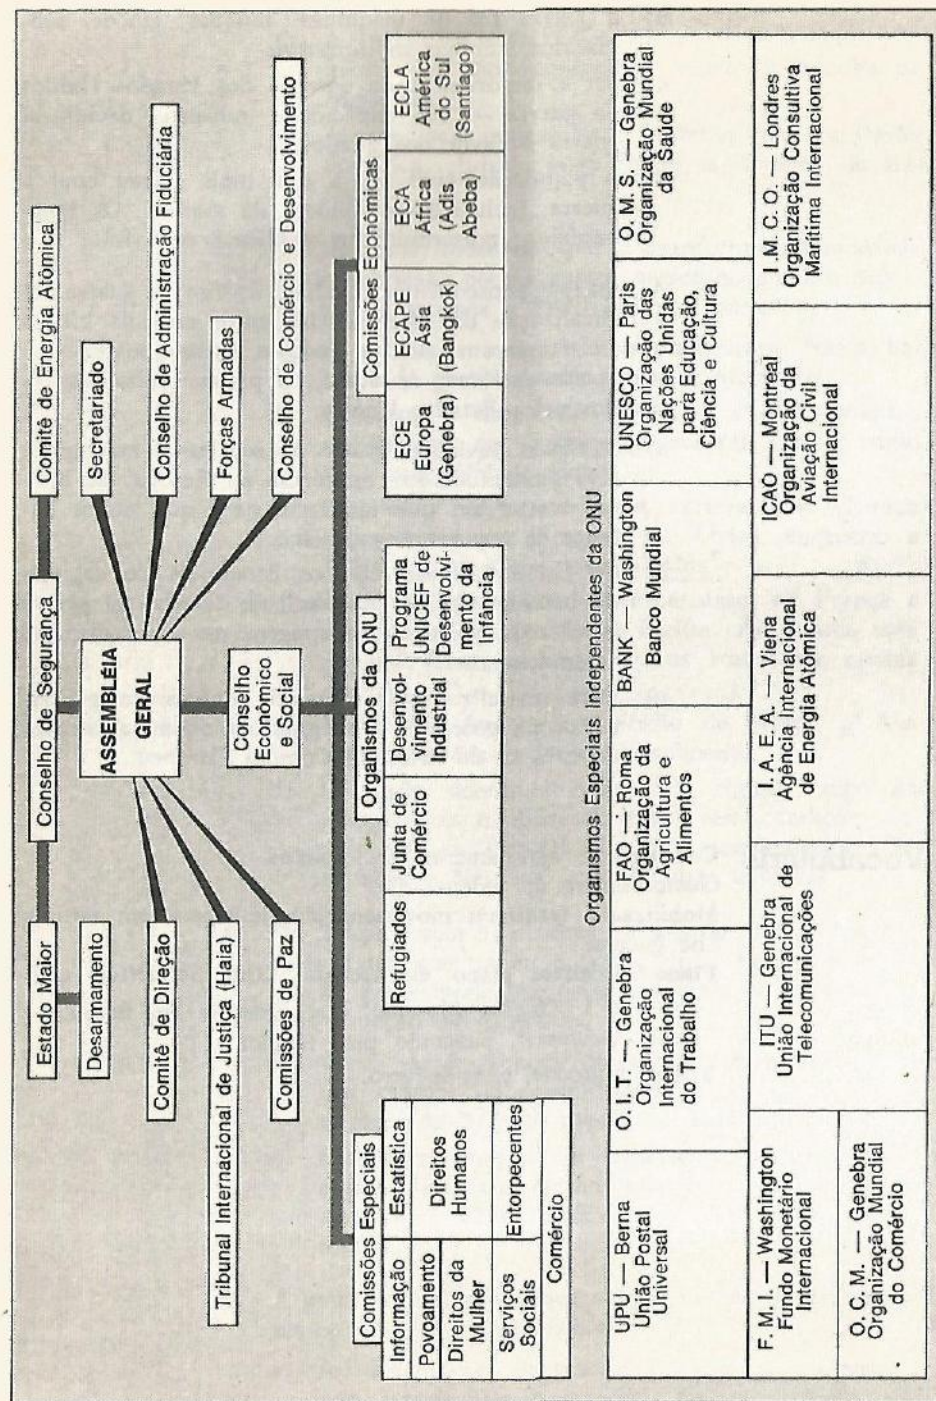 Estado Maior
Conselho de Segurança
Comitê de Energia Atômica
Desarmamento
Secretariado
ASSEMBLÉIA
GERAL
Comitê de Direção
Conselho de Administração Fiduciária
Tribunal Internacional de Justiça (Haia)
Forças Armadas
Comissões de Paz
Conselho de Comércio e Desenvolvimento
Conselho
Econômico
e Social
Comissões Especiais
Informação
Estatística
Povoamento
Direitos
Humanos
Direitos da
Mulher
Serviços
Sociais
Entorpecentes
Comércio
Organismos da ONU
Refugiados
Junta de
Comércio
Desenvol-
vimento
Industrial
Programa
UNICEF de
Desenvolvi-
mento da
Infância
Comissões Econômicas
ECE
Europa
(Genebra)
ECAPE
Ásia
(Bangkok)
ECA
África
(Adis
Abeba)
ECLA
América
do Sul
(Santiago)
Organismos Especiais Independentes da ONU
UPU — Berna
União Postal
Universal
O. I. T. — Genebra
Organização
Internacional
do Trabalho
FAO — Roma
Organização da
Agricultura e
Alimentos
BANK — Washington
Banco Mundial
UNESCO Paris
Organização das
Nações Unidas
para Educação,
Ciência e Cultura
O. M. S. — Genebra
Organização Mundial
da Saúde
F. M. I. — Washington
Fundo Monetário
Internacional
ITU — Genebra
União Internacional de
Telecomunicações
I. A. E. A. — Viena
Agência Internacional
de Energia Atômica
ICAO — Montreal
Organização da
Aviação Civil
Internacional
I.M.C.O. — Londres
Organização Consultiva
Marítima Internacional
O. C. M. — Genebra
Organização Mundial
do Comércio